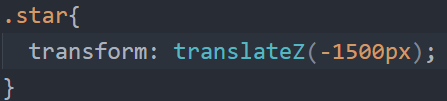 .star{
  transform: translateZ(-1500px);
}